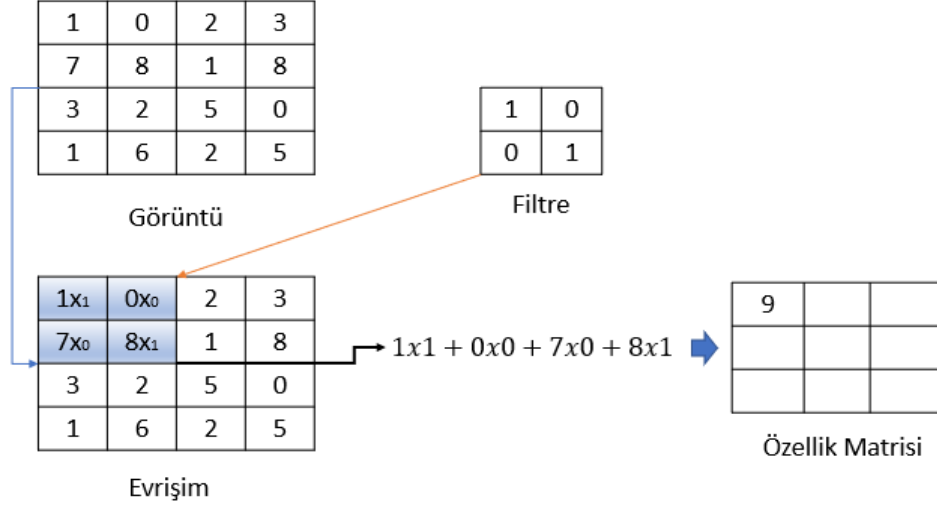 1 0 2 3
7 8 1 8
3 2 5 0
1 6 2 5
Görüntü
1 0
0 1
Filtre
1x1 0x0 2 3
7x0 8x1 1 8
3 2 5 0
1 6 2 5
Evrişim
1x1 + 0x0 + 7x0 + 8x1
9
Özellik Matrisi